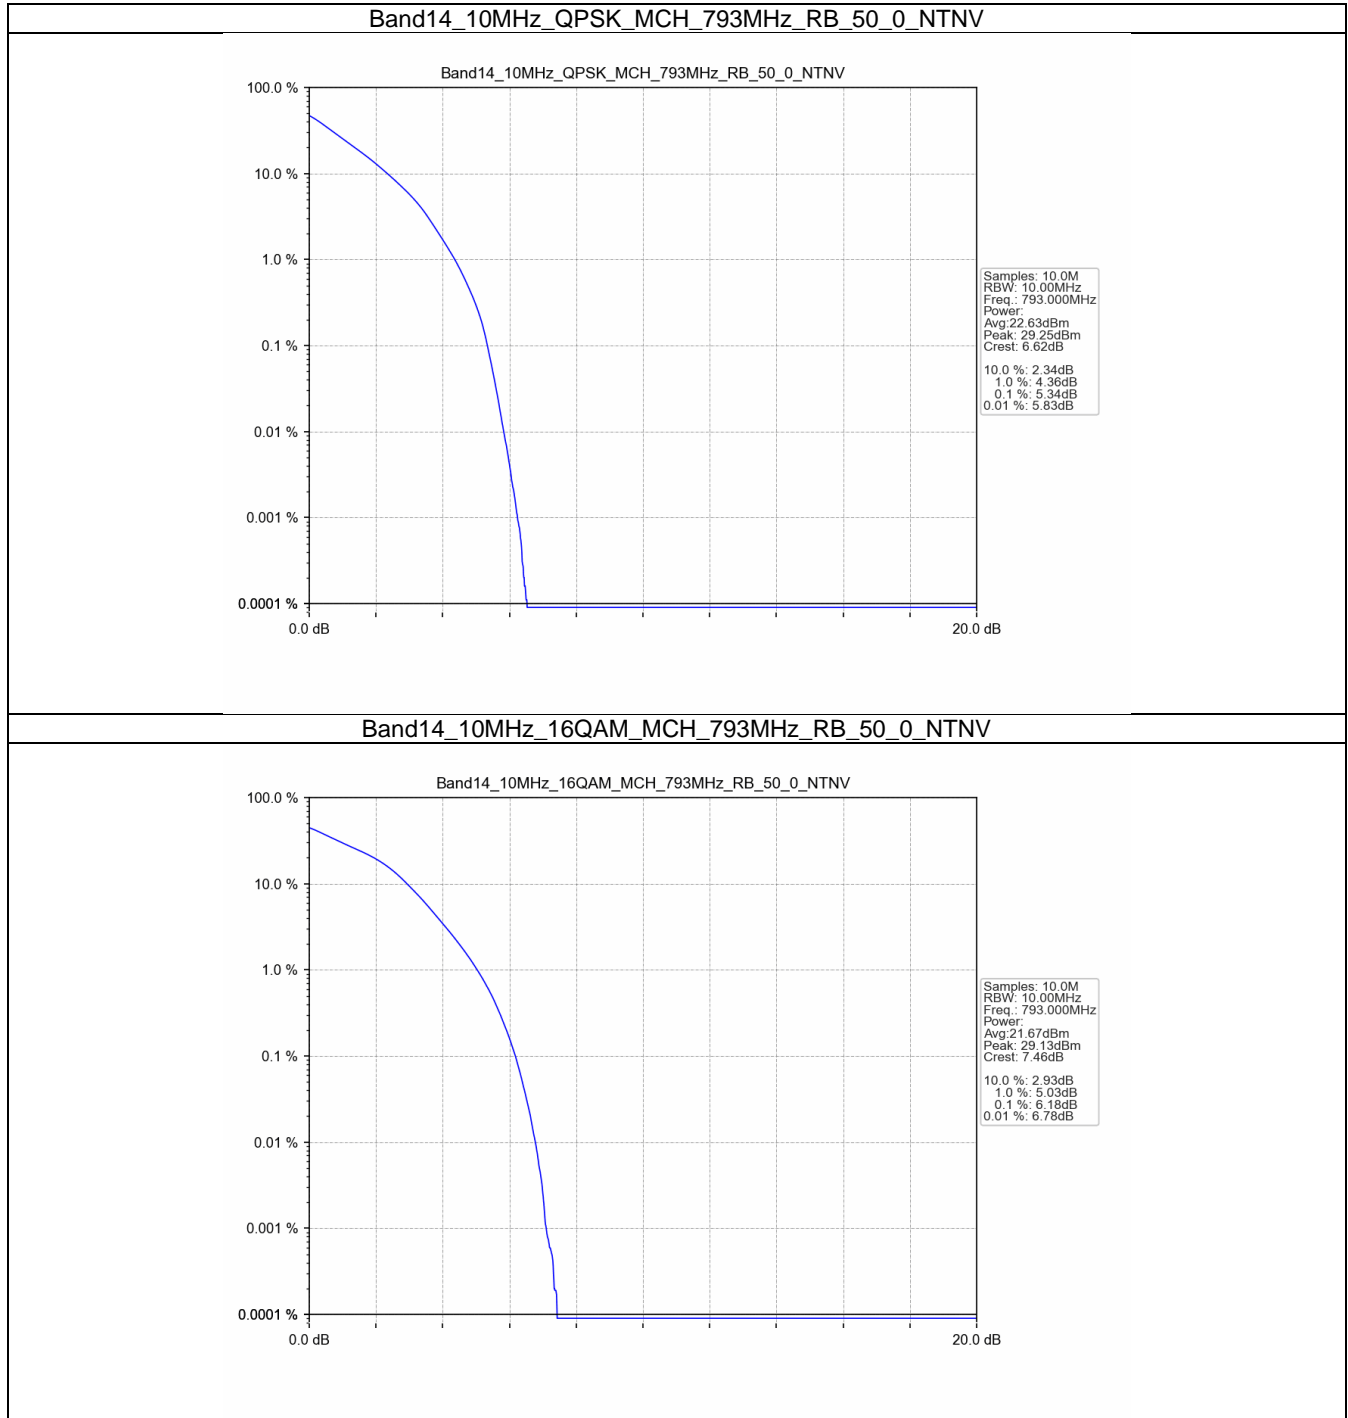 Band14_10MHz_QPSK_MCH_793MHz_RB_50_0_NTNV
Band14_10MHz_QPSK_MCH_793MHz_RB_50_0_NTNV
100.0 %
10.0 %
1.0 %
0.1 %
0.01 %
0.001 %
0.0001 %
0.0 dB
20.0 dB
Samples: 10.0M
RBW: 10.00MHz
Freq.: 793.000MHz
Power:
Avg:22.63dBm
Peak: 29.25dBm
Crest: 6.62dB
10.0 %: 2.34dB
1.0 %: 4.36dB
0.1 %: 5.34dB
0.01 %: 5.83dB
Band14_10MHz_16QAM_MCH_793MHz_RB_50_0_NTNV
Band14_10MHz_16QAM_MCH_793MHz_RB_50_0_NTNV
100.0 %
10.0 %
1.0 %
0.1 %
0.01 %
0.001 %
0.0001 %
0.0 dB
20.0 dB
Samples: 10.0M
RBW: 10.00MHz
Freq.: 793.000MHz
Power:
Avg:21.67dBm
Peak: 29.13dBm
Crest: 7.46dB
10.0 %: 2.93dB
1.0 %: 5.03dB
0.1 %: 6.18dB
0.01 %: 6.78dB